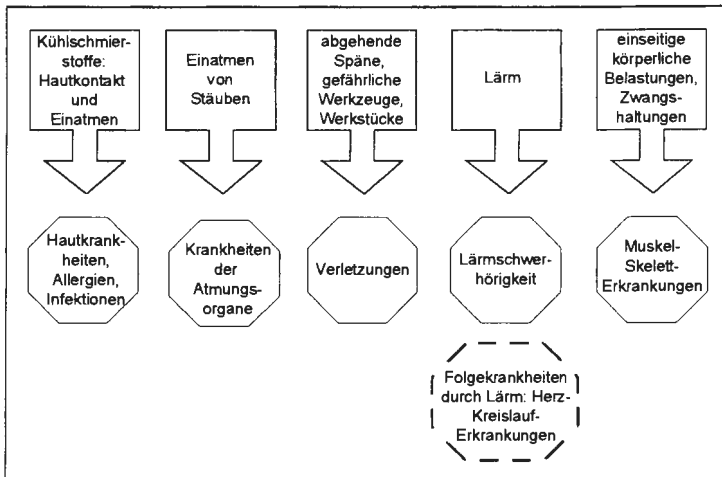 Kühlschmier-
stoffe:
Hautkontakt
und
Einatmen
Einatmen
von
Stäuben
abgehende
Späne,
gefährliche
Werkzeuge,
Werkstücke
Lärm
einseitige
körperliche
Belastungen,
Zwangs-
haltungen
Hautkrank-
heiten,
Allergien,
Infektionen
Krankheiten
der
Atmungs-
organe
Verletzungen
Lärmschwer-
hörigkeit
Muskel-
Skelett-
Erkrankungen
Folgekrankheiten
durch Lärm: Herz-
Kreislauf-
Erkrankungen